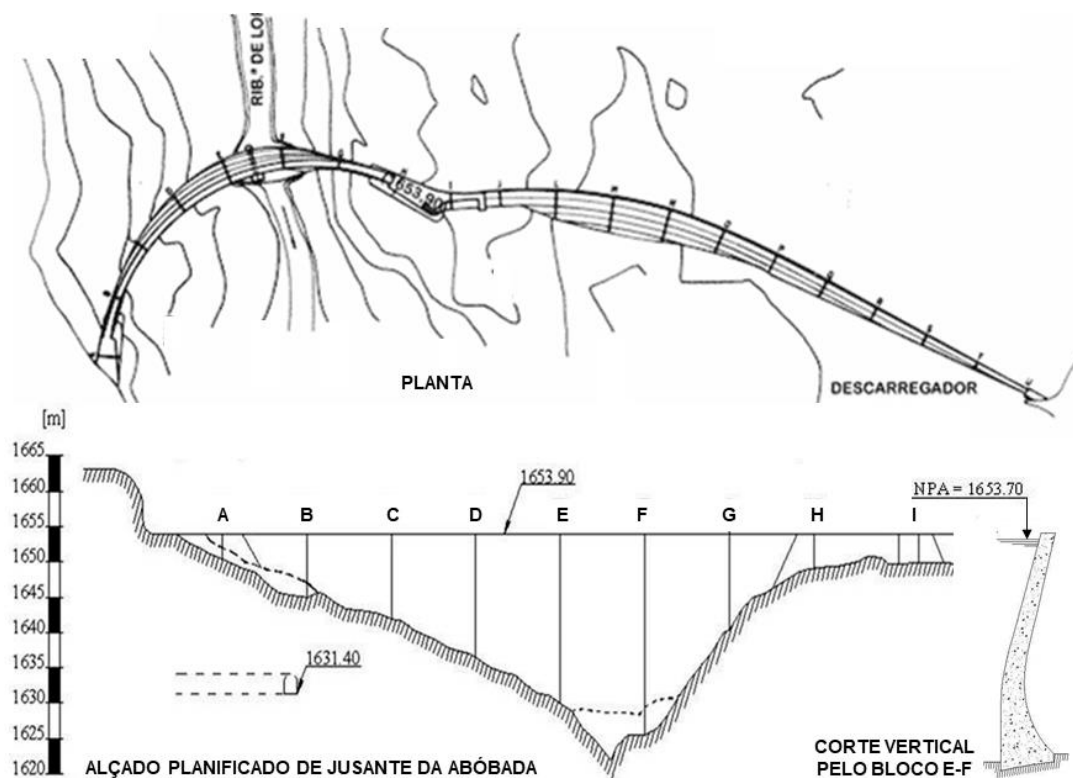 RIB.ª DE LO
1653.90
PLANTA
DESCARREGADOR
[m]
1665
1660
1655
1650
1645
1640
1635
1630
1625
1620
1653.90
NPA = 1653.70
A B C D E F G H I
1631.40
ALÇADO PLANIFICADO DE JUSANTE DA ABÓBADA
CORTE VERTICAL
PELO BLOCO E-F